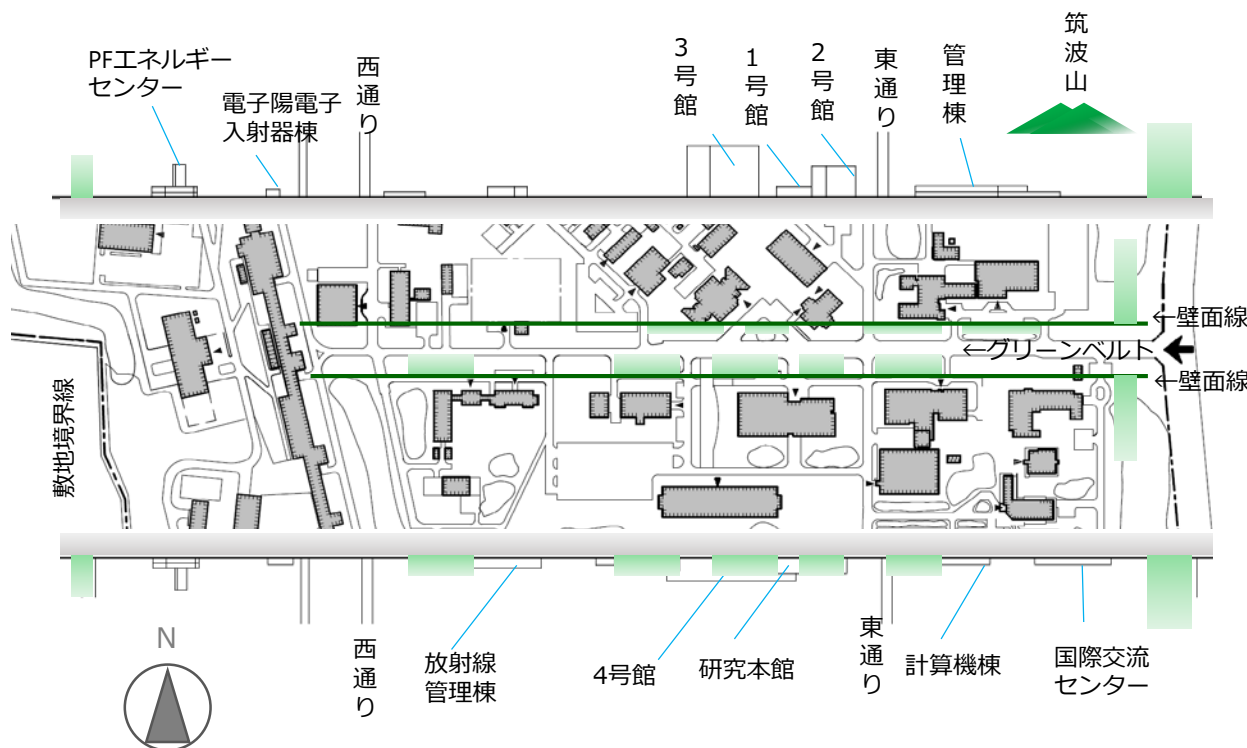 PFエネルギー
センター
電子陽電子
入射器棟
西通り
3号館
1号館
2号館
東通り
管理棟
筑波山
←壁面線
←グリーンベルト
←壁面線
敷地境界線
N
西通り
放射線
管理棟
4号館
研究本館
東通り
計算機棟
国際交流
センター